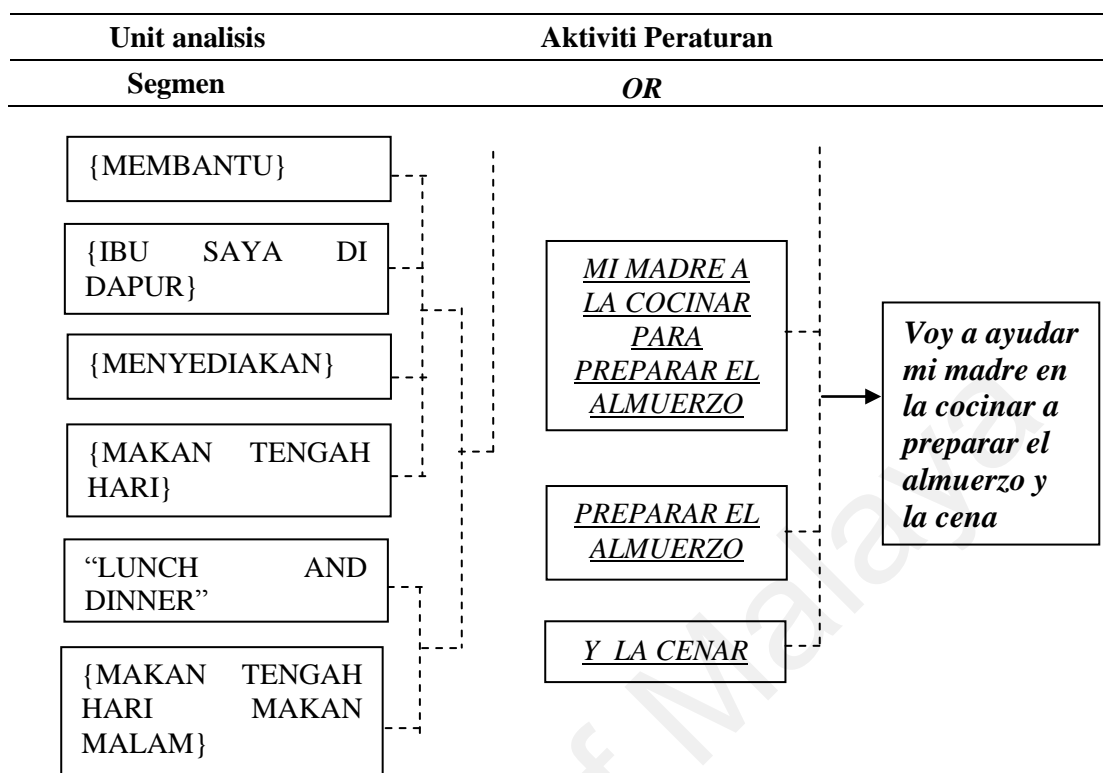 Unit analisis Aktiviti Peraturan
Segmen OR
{MEMBANTU}
{IBU SAYA DI
DAPUR}
{MENYEDIAKAN}
{MAKAN TENGAH
HARI}
“LUNCH AND
DINNER”
{MAKAN TENGAH
HARI MAKAN
MALAM}
MI MADRE A
LA COCINAR
PARA
PREPARAR EL
ALMUERZO
PREPARAR EL
ALMUERZO
Y LA CENAR
Voy a ayudar
mi madre en
la cocinar a
preparar el
almuerzo y
la cena
of Malaya